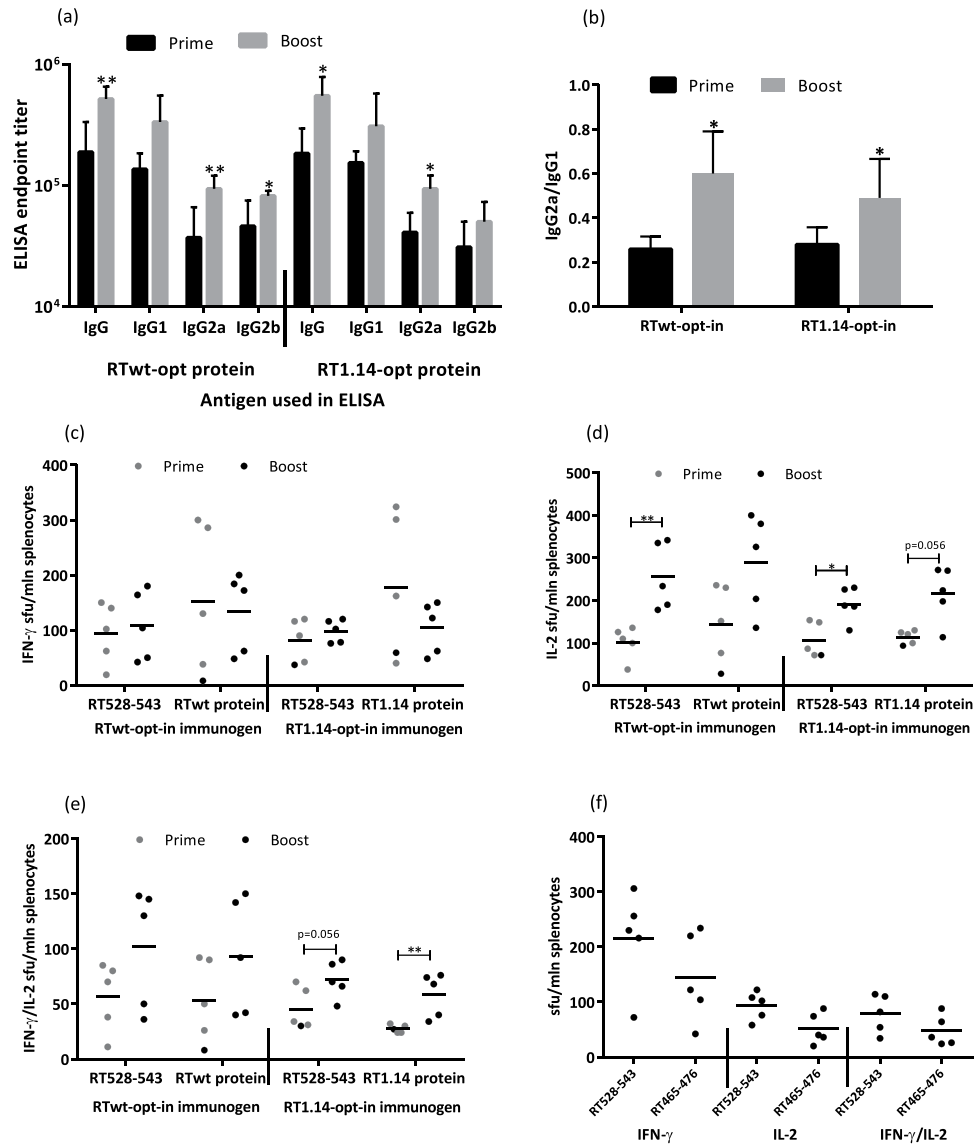 (a)
Prime Boost
ELISA endpoint titer
10⁶
10⁵
10⁴
** ** * * *
IgG IgG1 IgG2a IgG2b IgG IgG1 IgG2a IgG2b
RTwt-opt protein RT1.14-opt protein
Antigen used in ELISA
(b)
Prime Boost
IgG2a/IgG1
1.0
0.8
0.6
0.4
0.2
0.0
* *
RTwt-opt-in RT1.14-opt-in
(c)
Prime Boost
IFN-γ sfu/mln splenocytes
400
300
200
100
0
RT528-543 RTwt protein RT528-543 RT1.14 protein
RTwt-opt-in immunogen RT1.14-opt-in immunogen
(d)
Prime Boost
IL-2 sfu/mln splenocytes
500
400
300
200
100
0
** * p=0.056
RT528-543 RTwt protein RT528-543 RT1.14 protein
RTwt-opt-in immunogen RT1.14-opt-in immunogen
(e)
Prime Boost
IFN-γ/IL-2 sfu/mln splenocytes
200
150
100
50
0
p=0.056 **
RT528-543 RTwt protein RT528-543 RT1.14 protein
RTwt-opt-in immunogen RT1.14-opt-in immunogen
(f)
sfu/mln splenocytes
400
300
200
100
0
RT528-543 RT465-476 RT528-543 RT465-476 RT528-543 RT465-476
IFN-γ IL-2 IFN-γ/IL-2